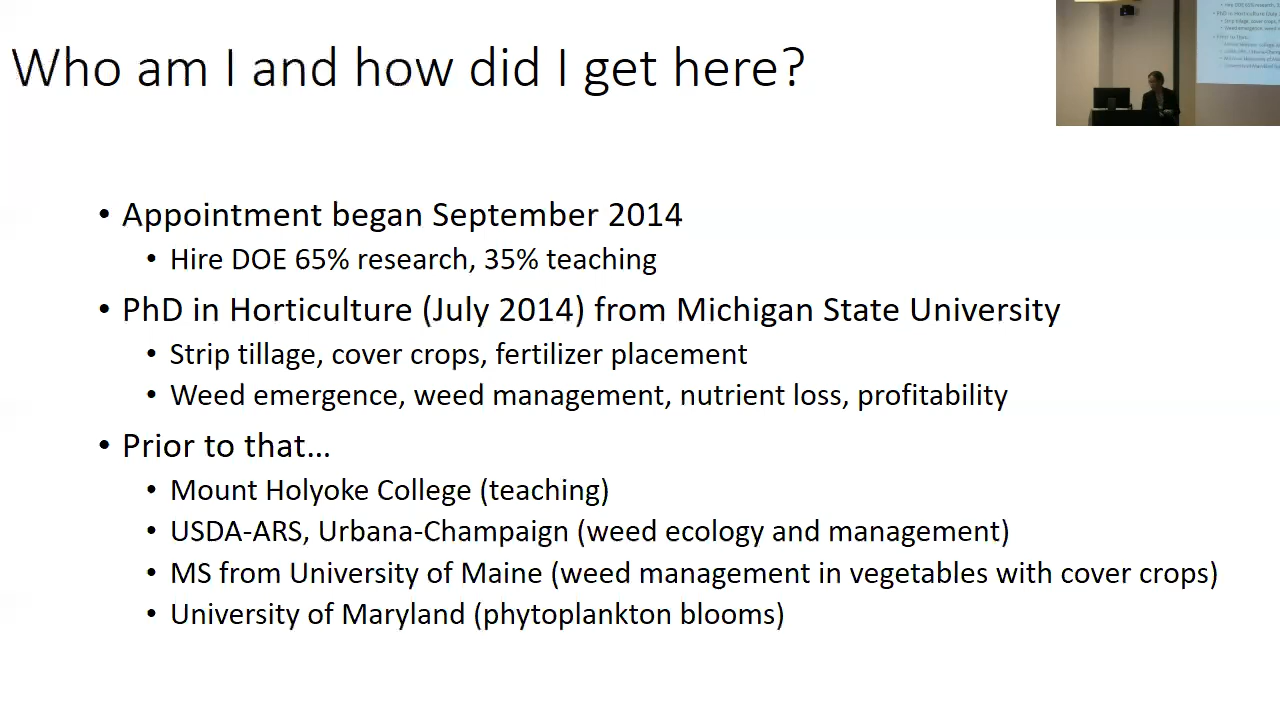 Who am I and how did I get here?
• Appointment began September 2014
• Hire DOE 65% research, 35% teaching
• PhD in Horticulture (July 2014) from Michigan State University
• Strip tillage, cover crops, fertilizer placement
• Weed emergence, weed management, nutrient loss, profitability
• Prior to that…
• Mount Holyoke College (teaching)
• USDA-ARS, Urbana-Champaign (weed ecology and management)
• MS from University of Maine (weed management in vegetables with cover crops)
• University of Maryland (phytoplankton blooms)